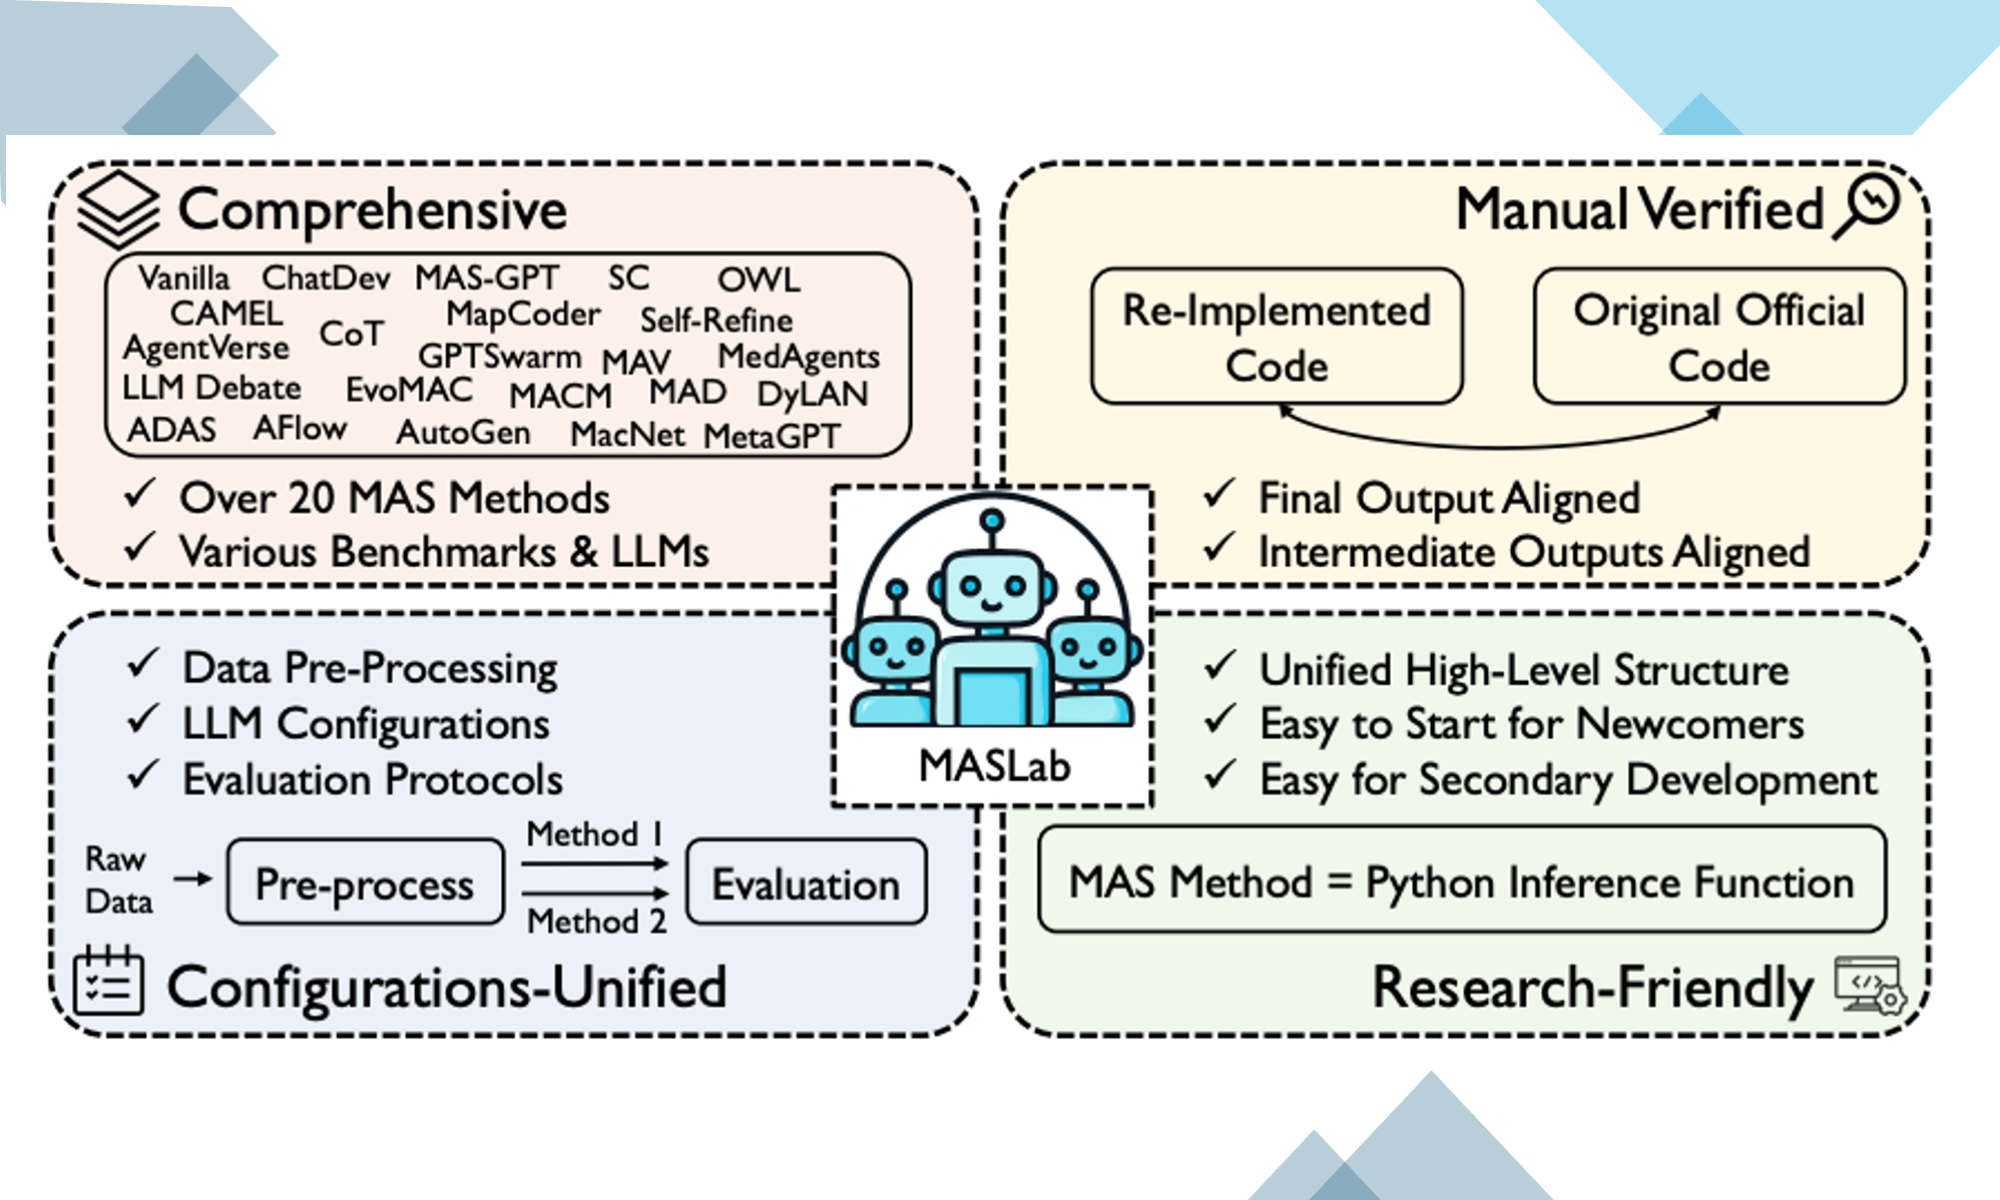 Comprehensive
Vanilla ChatDev MAS-GPT SC OWL
CAMEL CoT MapCoder Self-Refine
AgentVerse GPTSwarm MAV MedAgents
LLM Debate EvoMAC MACM MAD DyLAN
ADAS AFlow AutoGen MacNet MetaGPT
✓ Over 20 MAS Methods
✓ Various Benchmarks & LLMs
Manual Verified
Re-Implemented
Code
Original Official
Code
✓ Final Output Aligned
✓ Intermediate Outputs Aligned
MASLab
✓ Data Pre-Processing
✓ LLM Configurations
✓ Evaluation Protocols
Raw
Data
Pre-process
Method 1
Method 2
Evaluation
Configurations-Unified
✓ Unified High-Level Structure
✓ Easy to Start for Newcomers
✓ Easy for Secondary Development
MAS Method = Python Inference Function
Research-Friendly